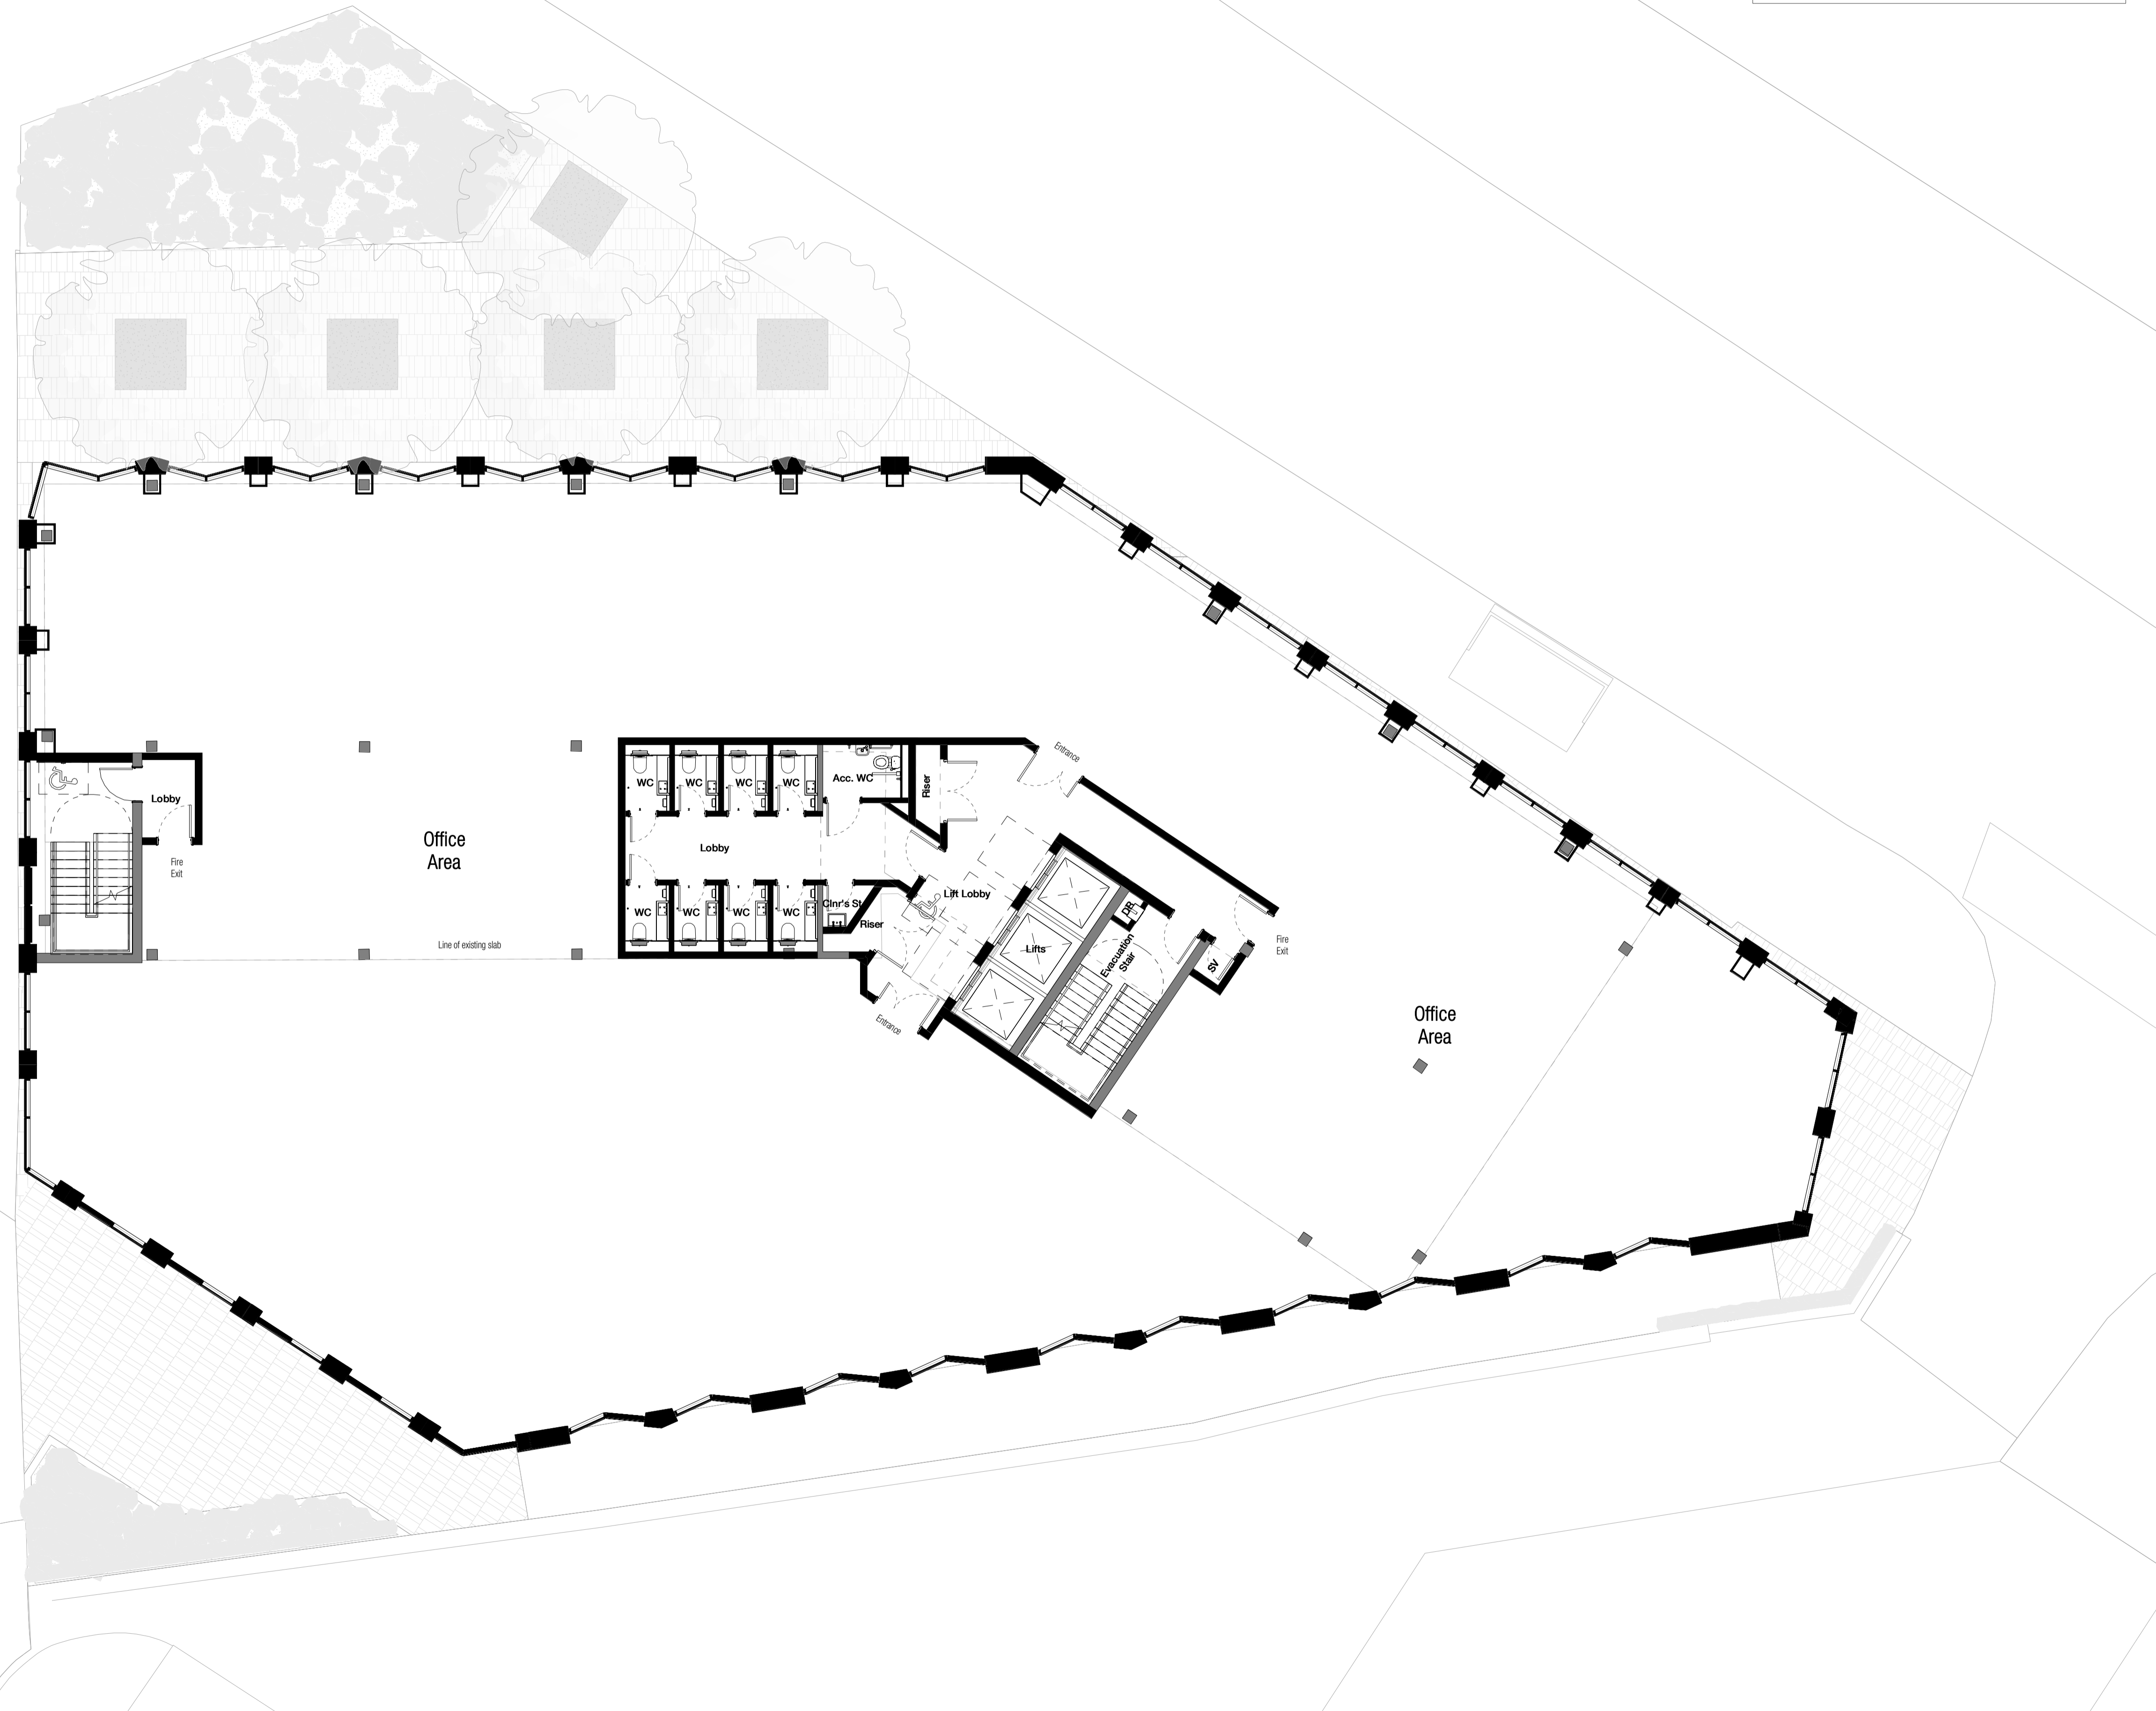 Entrance
WC
WC
WC
WC
Acc. WC
Riser
Lobby
Office
Area
Lobby
Fire
Exit
Lift Lobby
WC
WC
WC
WC
Clnr's St
Riser
DB
Lifts
Evacuation
Stair
SV
Fire
Exit
Line of existing slab
Entrance
Office
Area